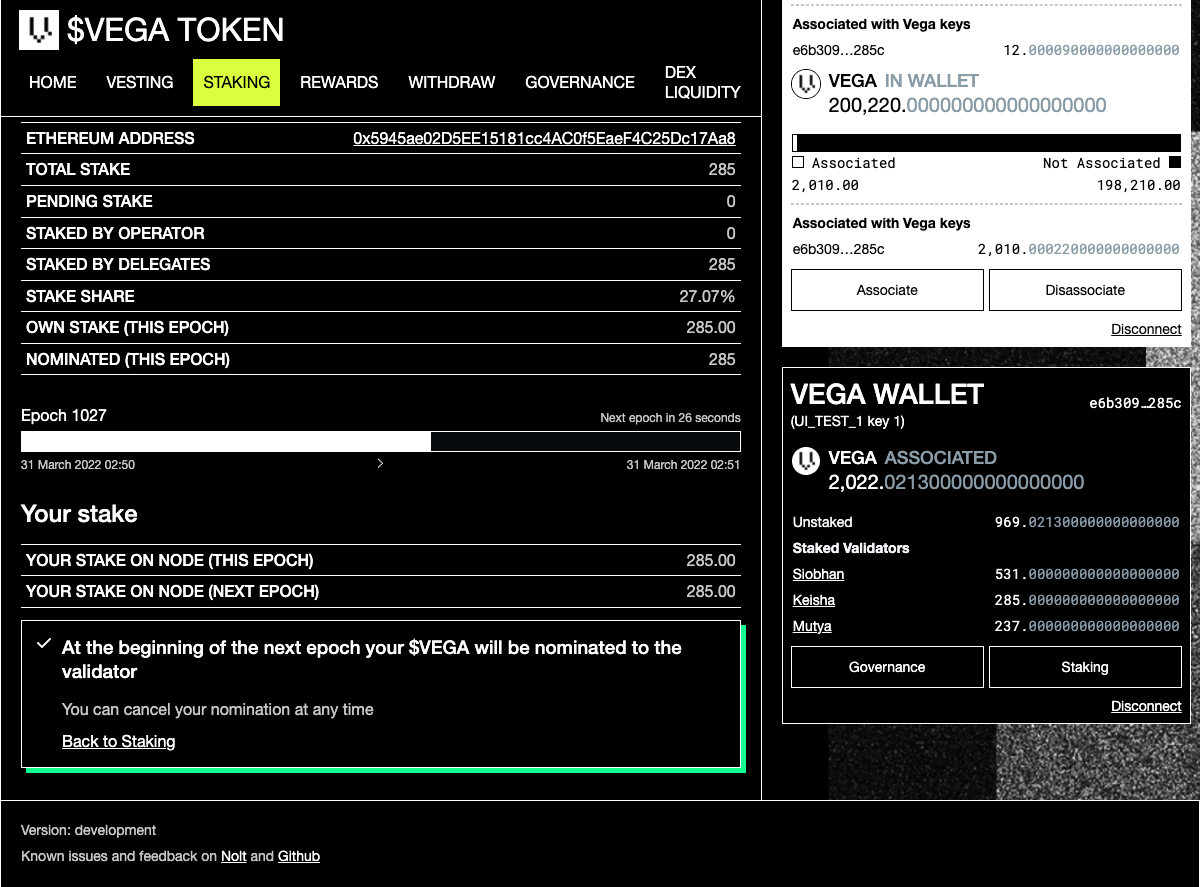 $VEGA TOKEN
HOME VESTING STAKING REWARDS WITHDRAW GOVERNANCE DEX LIQUIDITY
ETHEREUM ADDRESS 0x5945ae02D5EE15181cc4AC0f5EaeF4C25Dc17Aa8
TOTAL STAKE 285
PENDING STAKE 0
STAKED BY OPERATOR 0
STAKED BY DELEGATES 285
STAKE SHARE 27.07%
OWN STAKE (THIS EPOCH) 285.00
NOMINATED (THIS EPOCH) 285
Epoch 1027 Next epoch in 26 seconds
31 March 2022 02:50 31 March 2022 02:51
Your stake
YOUR STAKE ON NODE (THIS EPOCH) 285.00
YOUR STAKE ON NODE (NEXT EPOCH) 285.00
At the beginning of the next epoch your $VEGA will be nominated to the
validator
You can cancel your nomination at any time
Back to Staking
Associated with Vega keys
e6b309…285c 12.000090000000000000
VEGA IN WALLET
200,220.000000000000000000
Associated Not Associated
2,010.00 198,210.00
Associated with Vega keys
e6b309…285c 2,010.000220000000000000
Associate Disassociate
Disconnect
VEGA WALLET e6b309…285c
(UI_TEST_1 key 1)
VEGA ASSOCIATED
2,022.021300000000000000
Unstaked 969.021300000000000000
Staked Validators
Siobhan 531.000000000000000000
Keisha 285.000000000000000000
Mutya 237.000000000000000000
Governance Staking
Disconnect
Version: development
Known issues and feedback on Nolt and Github